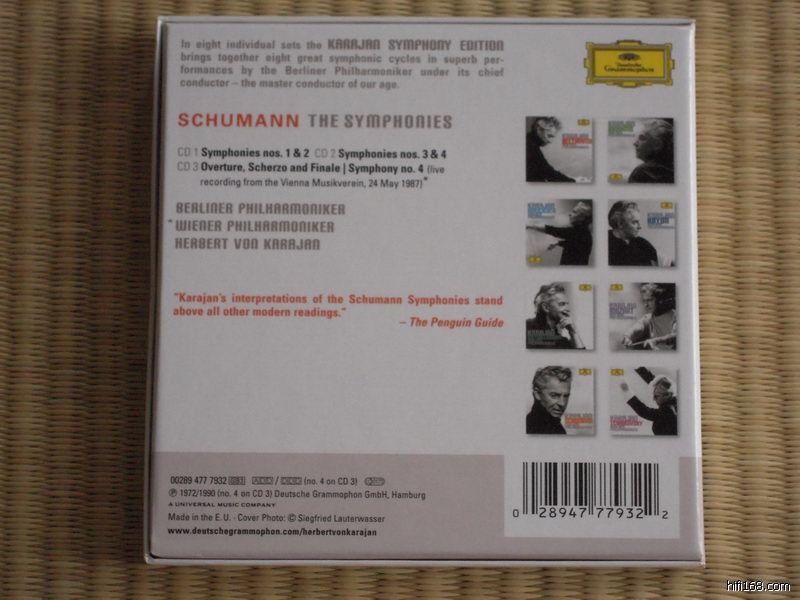 In eight individual sets the KARAJAN SYMPHONY EDITION
brings together eight great symphonic cycles in superb per-
formances by the Berliner Philharmoniker under its chief
conductor – the master conductor of our age.
Deutsche
Grammophon
SCHUMANN THE SYMPHONIES
CD 1 Symphonies nos. 1 & 2 CD 2 Symphonies nos. 3 & 4
CD 3 Overture, Scherzo and Finale | Symphony no. 4 (live
recording from the Vienna Musikverein, 24 May 1987)*
BERLINER PHILHARMONIKER
* WIENER PHILHARMONIKER
HERBERT VON KARAJAN
"Karajan's interpretations of the Schumann Symphonies stand
above all other modern readings."
– The Penguin Guide
00289 477 7932 GB3 ADD / DDD (no. 4 on CD 3)
℗ 1972/1990 (no. 4 on CD 3) Deutsche Grammophon GmbH, Hamburg
A UNIVERSAL MUSIC COMPANY
Made in the E. U. · Cover Photo: © Siegfried Lauterwasser
www.deutschegrammophon.com/herbertvonkarajan
0 28947 77932 2
hifi168.com